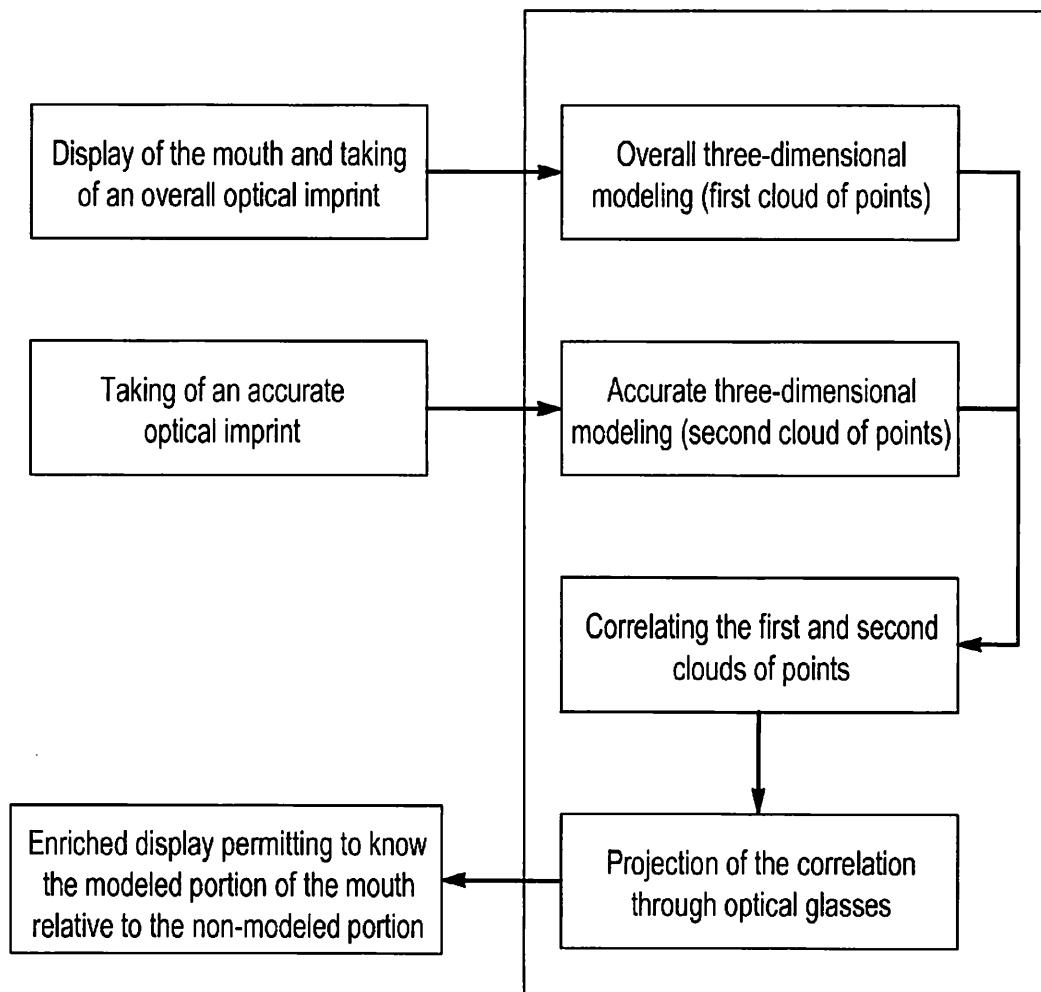 Display of the mouth and taking
of an overall optical imprint
Overall three-dimensional
modeling (first cloud of points)
Taking of an accurate
optical imprint
Accurate three-dimensional
modeling (second cloud of points)
Correlating the first and second
clouds of points
Enriched display permitting to know
the modeled portion of the mouth
relative to the non-modeled portion
Projection of the correlation
through optical glasses